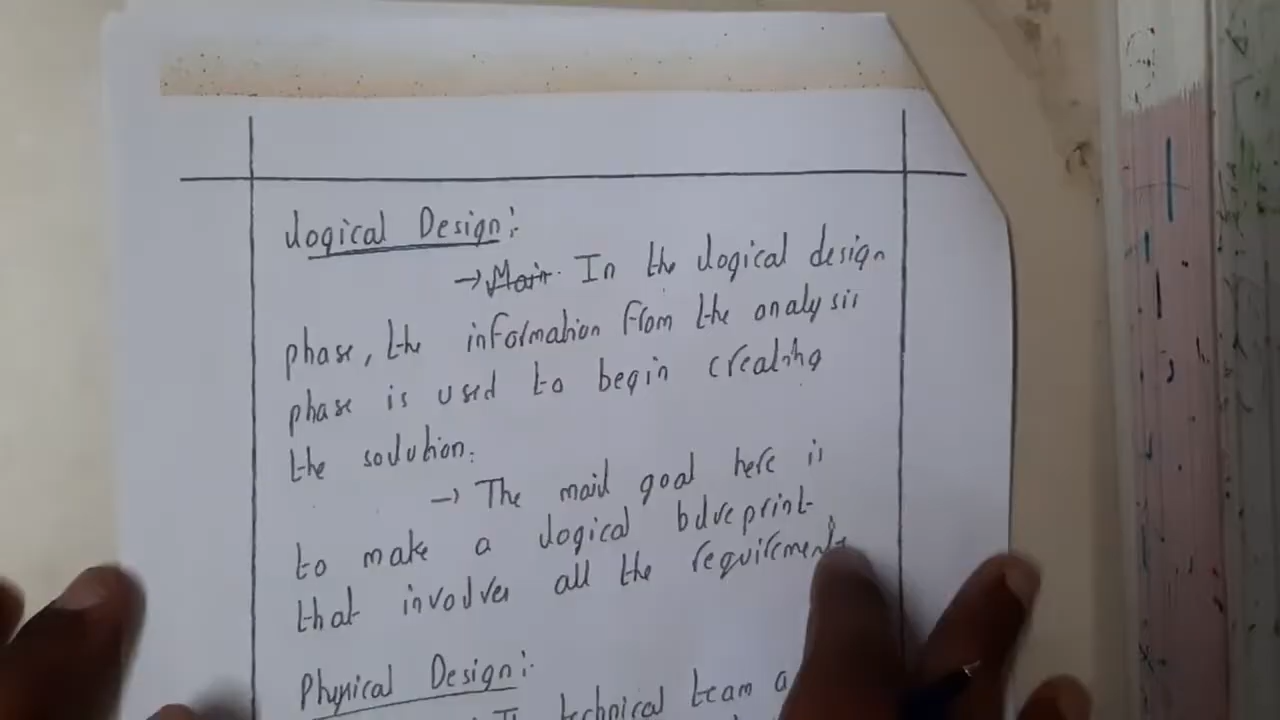 Logical Design:
→ Main. In the logical design
phase, the information from the analysis
phase is used to begin creating
the solution.
→ The maid goal here is
to make a logical blueprint
that involves all the requirements
Physical Design:
technical team a